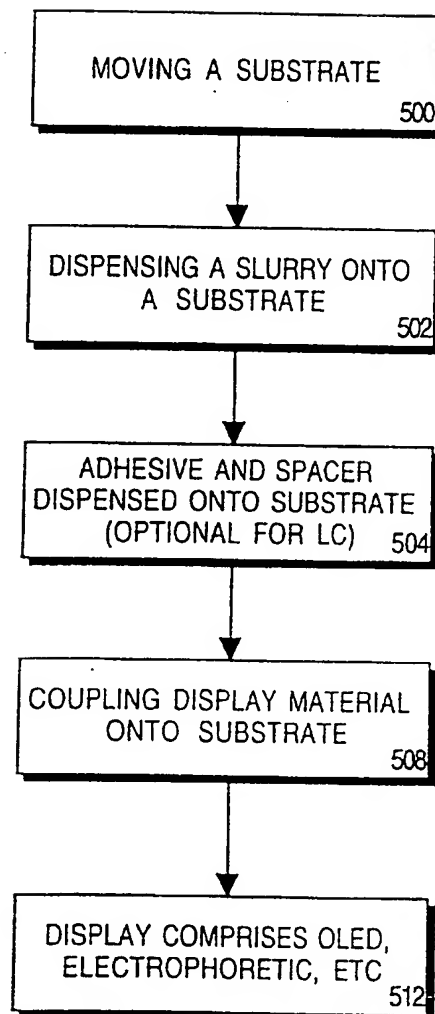 MOVING A SUBSTRATE
500
DISPENSING A SLURRY ONTO
A SUBSTRATE
502
ADHESIVE AND SPACER
DISPENSED ONTO SUBSTRATE
(OPTIONAL FOR LC) 504
COUPLING DISPLAY MATERIAL
ONTO SUBSTRATE
508
DISPLAY COMPRISES OLED,
ELECTROPHORETIC, ETC
512